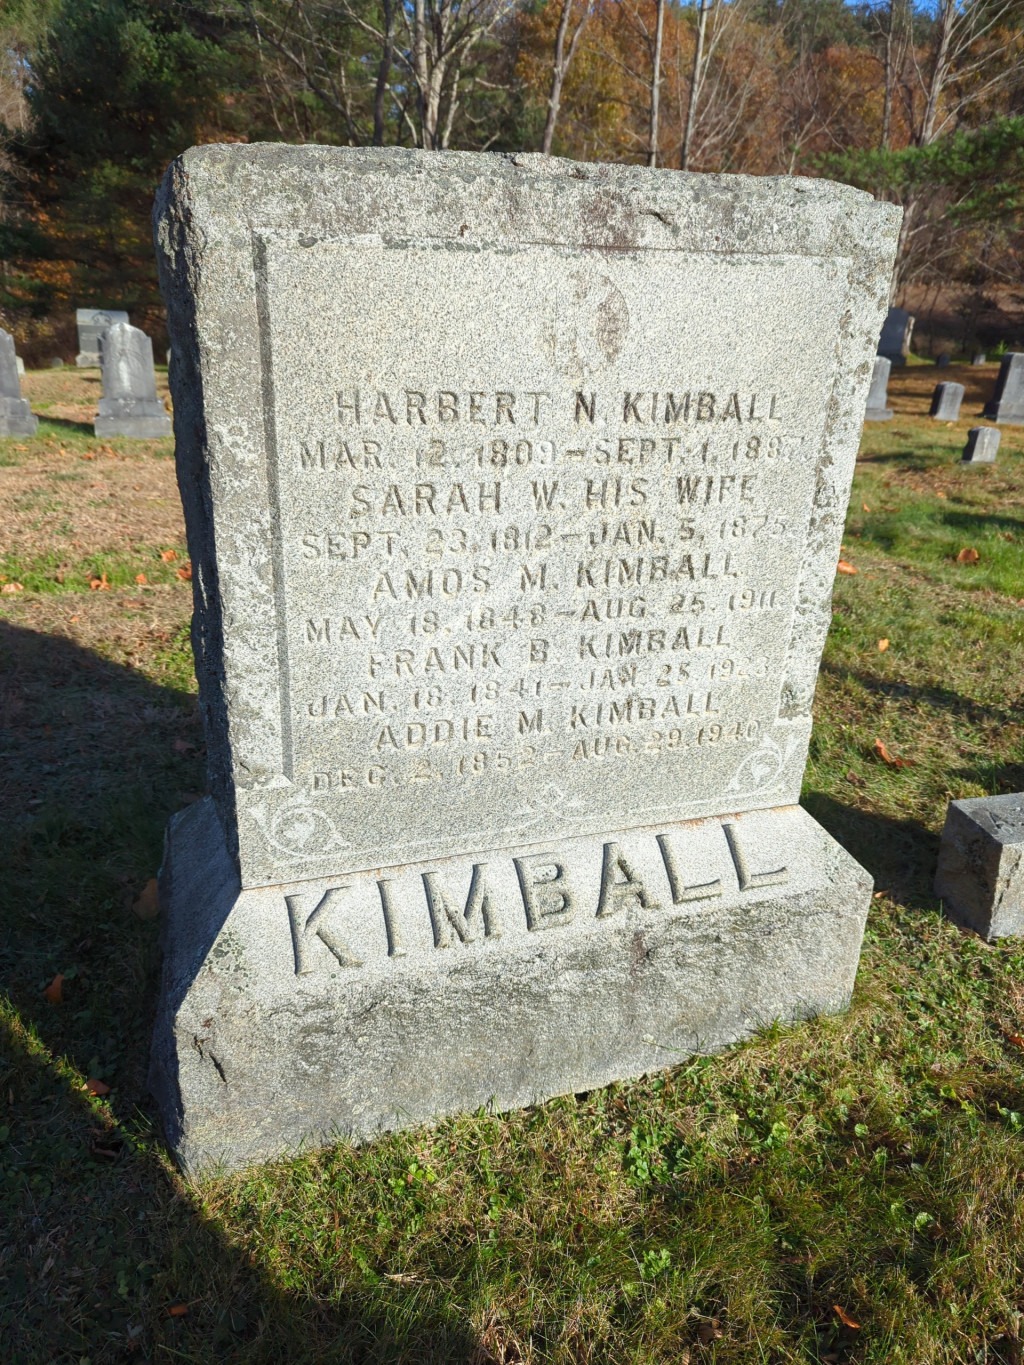 K
HARBERT N. KIMBALL
MAR. 12. 1809 – SEPT. 1. 1887.
SARAH W. HIS WIFE
SEPT. 23. 1812 – JAN. 5. 1875.
AMOS M. KIMBALL
MAY 18. 1848 – AUG. 25. 1911.
FRANK B. KIMBALL
JAN. 18. 1841 – JAN. 25.
ADDIE M. KIMBALL
DEC. 2. 1852 – AUG. 29. 1940.
KIMBALL